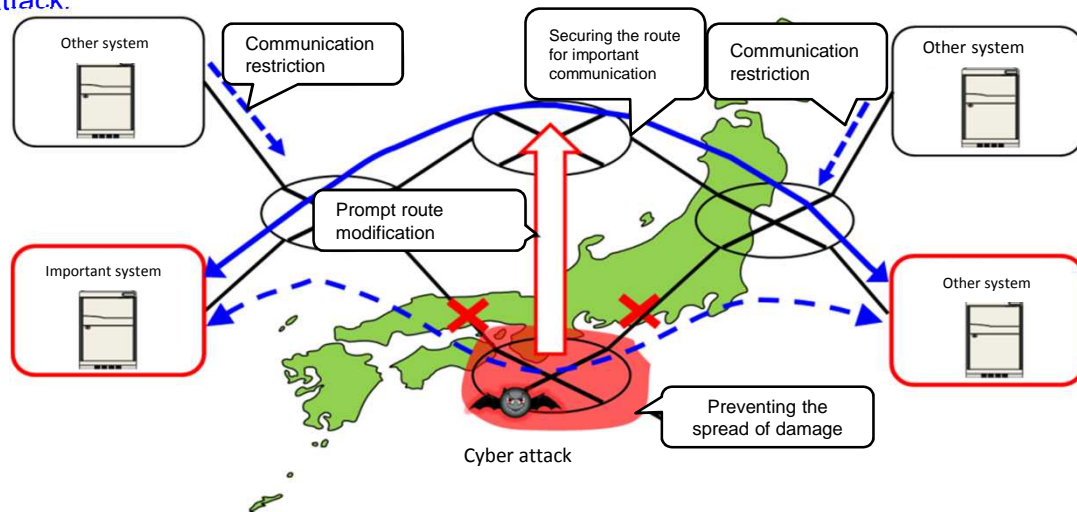 attack.
Other system
Communication
restriction
Securing the route
for important
communication
Communication
restriction
Other system
Prompt route
modification
Important system
Other system
Preventing the
spread of damage
Cyber attack